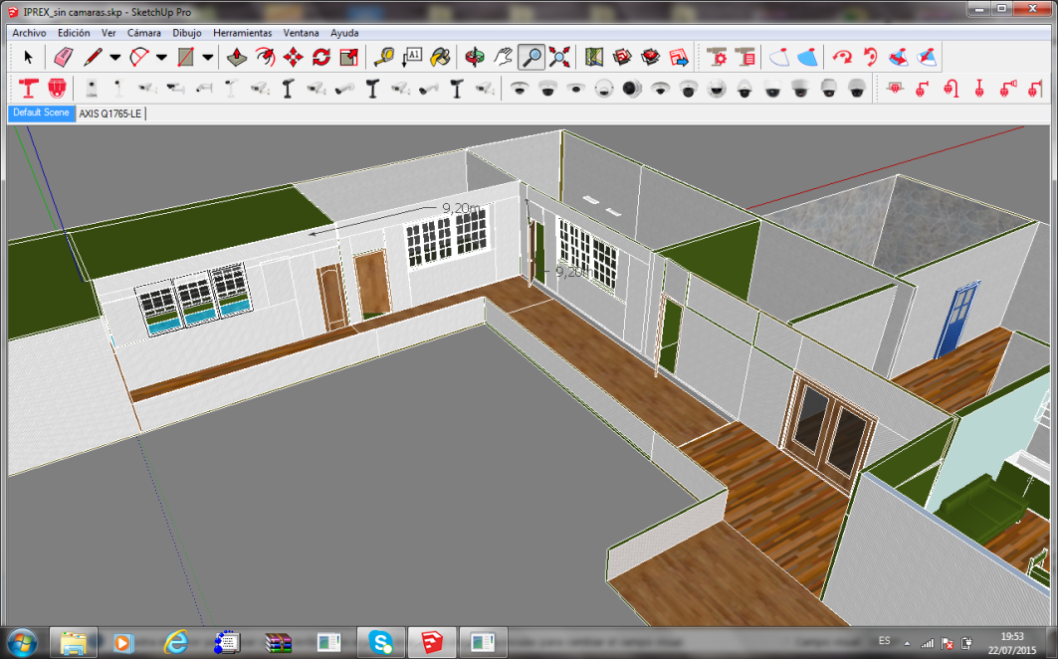 IPREX_sin camaras.skp - SketchUp Pro
Archivo Edición Ver Cámara Dibujo Herramientas Ventana Ayuda
A1
Default Scene AXIS Q1765-LE
9,20m
9,20m
ES
19:53
22/07/2015